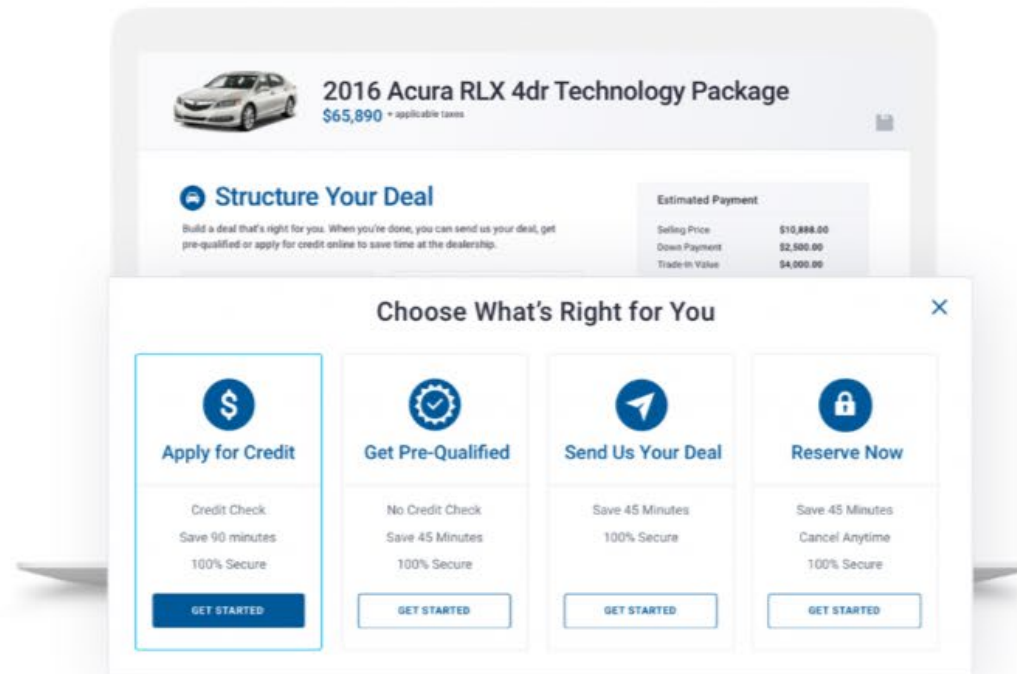 2016 Acura RLX 4dr Technology Package
$65,890 + applicable taxes
Structure Your Deal
Build a deal that's right for you. When you're done, you can send us your deal, get
pre-qualified or apply for credit online to save time at the dealership.
Estimated Payment
Selling Price $10,888.00
Down Payment $2,500.00
Trade-In Value $4,000.00
Choose What's Right for You
Apply for Credit
Credit Check
Save 90 minutes
100% Secure
GET STARTED
Get Pre-Qualified
No Credit Check
Save 45 Minutes
100% Secure
GET STARTED
Send Us Your Deal
Save 45 Minutes
100% Secure
GET STARTED
Reserve Now
Save 45 Minutes
Cancel Anytime
100% Secure
GET STARTED